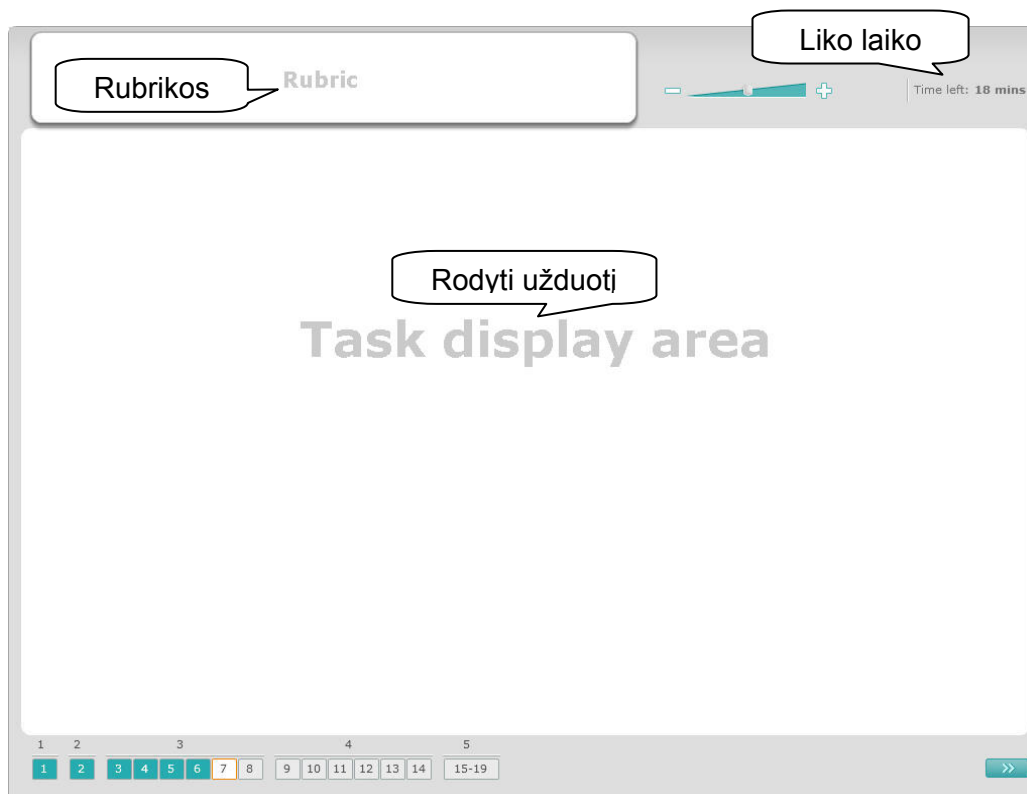 Liko laiko
Rubrikos
Rubric
Time left: 18 mins
Rodyti užduotį
Task display area
1 2 3 4 5
1 2 3 4 5 6 7 8 9 10 11 12 13 14 15-19